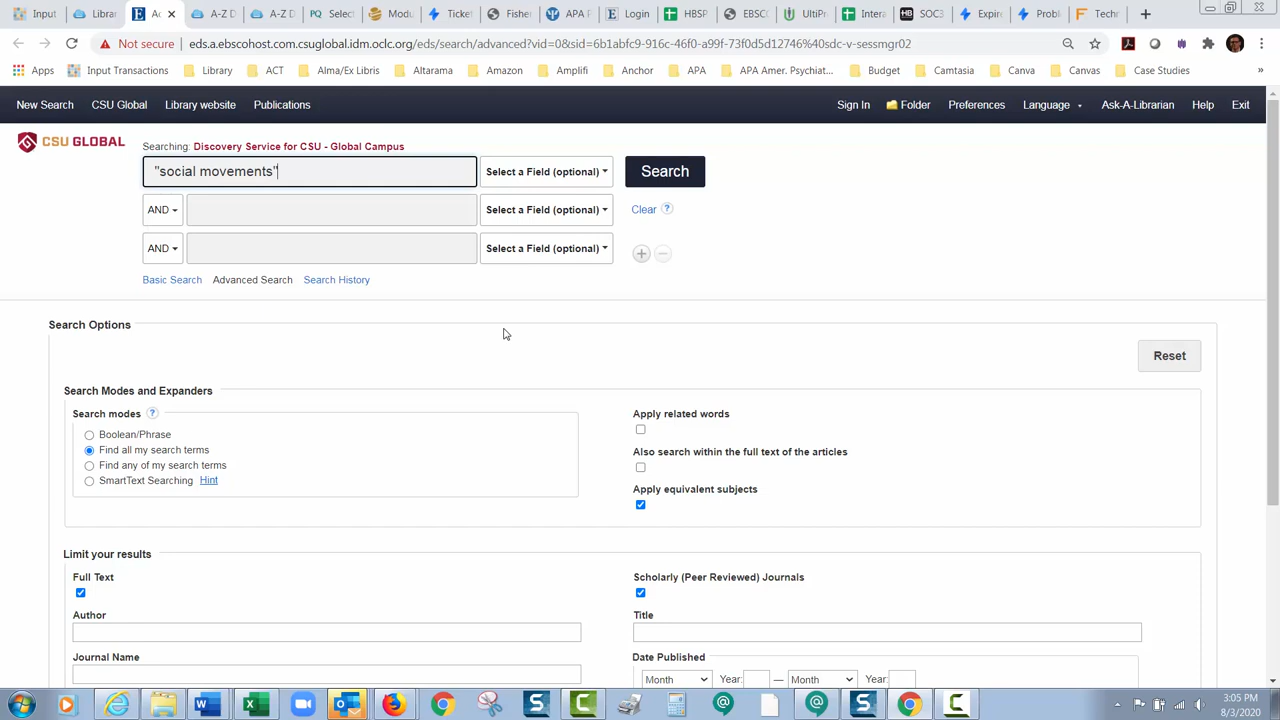 Input
Librar
Ac
A-Z D
A-Z D
PQ Select
Modu
Ticket
Fisher
APA P
Login
HBSP
EBSCO
UltiPr
Intera
HB SOC3
Expire
Proble
Techn
Not secure
eds.ebscohost.com.csuglobal.idm.oclc.org/eds/search/advanced?vid=0&sid=6b1abfc9-916c-46f0-a99f-73f0d5d12746%40sdc-v-sessmgr02
Apps
Input Transactions
Library
ACT
Alma/Ex Libris
Altarama
Amazon
Amplifi
Anchor
APA
APA Amer. Psychiat...
Budget
Camtasia
Canva
Canvas
Case Studies
»
New Search
CSU Global
Library website
Publications
Sign In
Folder
Preferences
Language
Ask-A-Librarian
Help
Exit
CSU GLOBAL
Searching: Discovery Service for CSU - Global Campus
"social movements"
Select a Field (optional)
Search
AND
Select a Field (optional)
Clear ?
AND
Select a Field (optional)
Basic Search
Advanced Search
Search History
Search Options
Reset
Search Modes and Expanders
Search modes ?
Boolean/Phrase
Find all my search terms
Find any of my search terms
SmartText Searching Hint
Apply related words
Also search within the full text of the articles
Apply equivalent subjects
Limit your results
Full Text
Scholarly (Peer Reviewed) Journals
Author
Title
Journal Name
Date Published
Month
Year:
—
Month
Year:
3:05 PM
8/3/2020